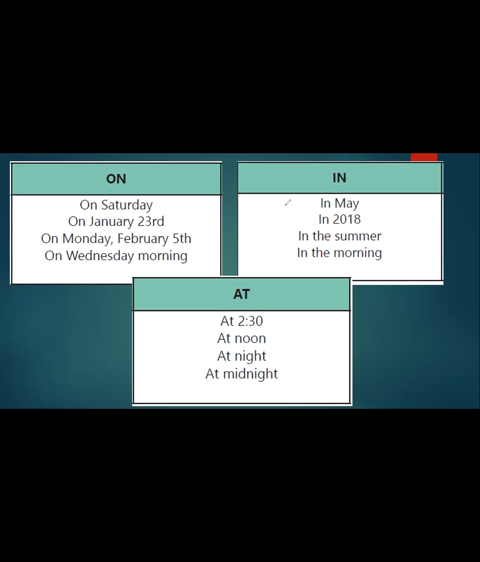 ON
On Saturday
On January 23rd
On Monday, February 5th
On Wednesday morning
IN
In May
In 2018
In the summer
In the morning
AT
At 2:30
At noon
At night
At midnight